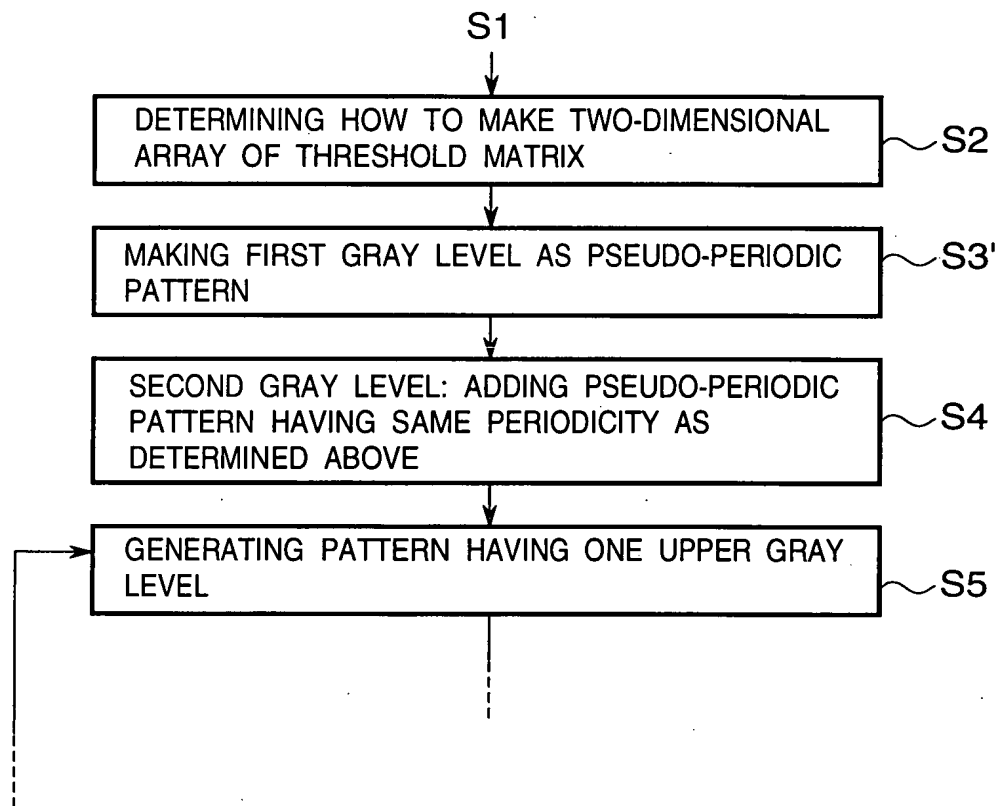 S1
DETERMINING HOW TO MAKE TWO-DIMENSIONAL
ARRAY OF THRESHOLD MATRIX
S2
MAKING FIRST GRAY LEVEL AS PSEUDO-PERIODIC
PATTERN
S3'
SECOND GRAY LEVEL: ADDING PSEUDO-PERIODIC
PATTERN HAVING SAME PERIODICITY AS
DETERMINED ABOVE
S4
GENERATING PATTERN HAVING ONE UPPER GRAY
LEVEL
S5